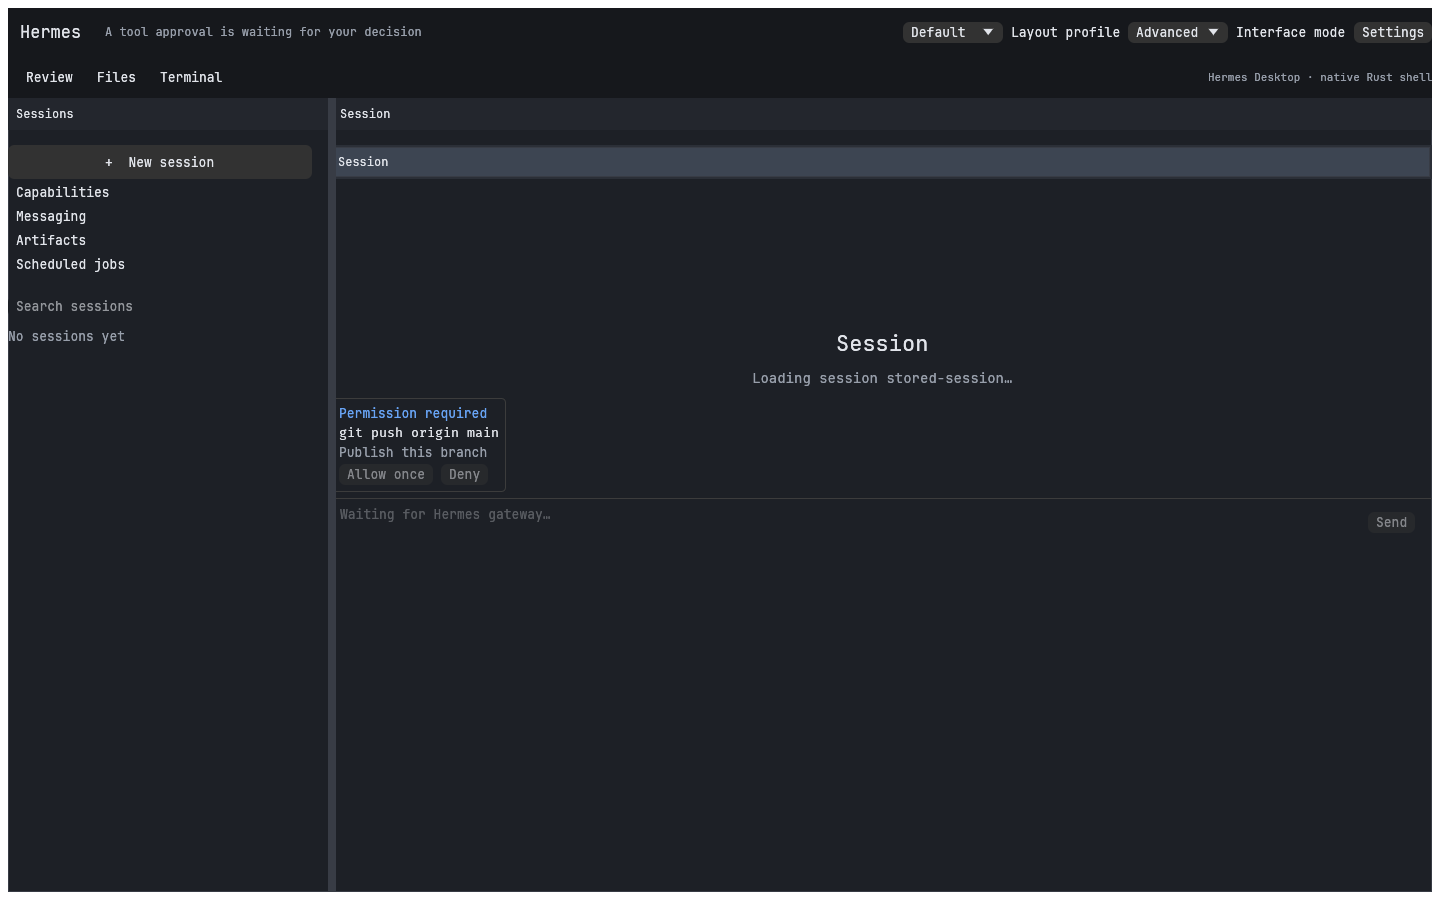 Hermes
A tool approval is waiting for your decision
Default
Layout profile
Advanced
Interface mode
Settings
Review
Files
Terminal
Hermes Desktop · native Rust shell
Sessions
Session
+ New session
Session
Capabilities
Messaging
Artifacts
Scheduled jobs
Search sessions
No sessions yet
Session
Loading session stored-session…
Permission required
git push origin main
Publish this branch
Allow once
Deny
Waiting for Hermes gateway…
Send